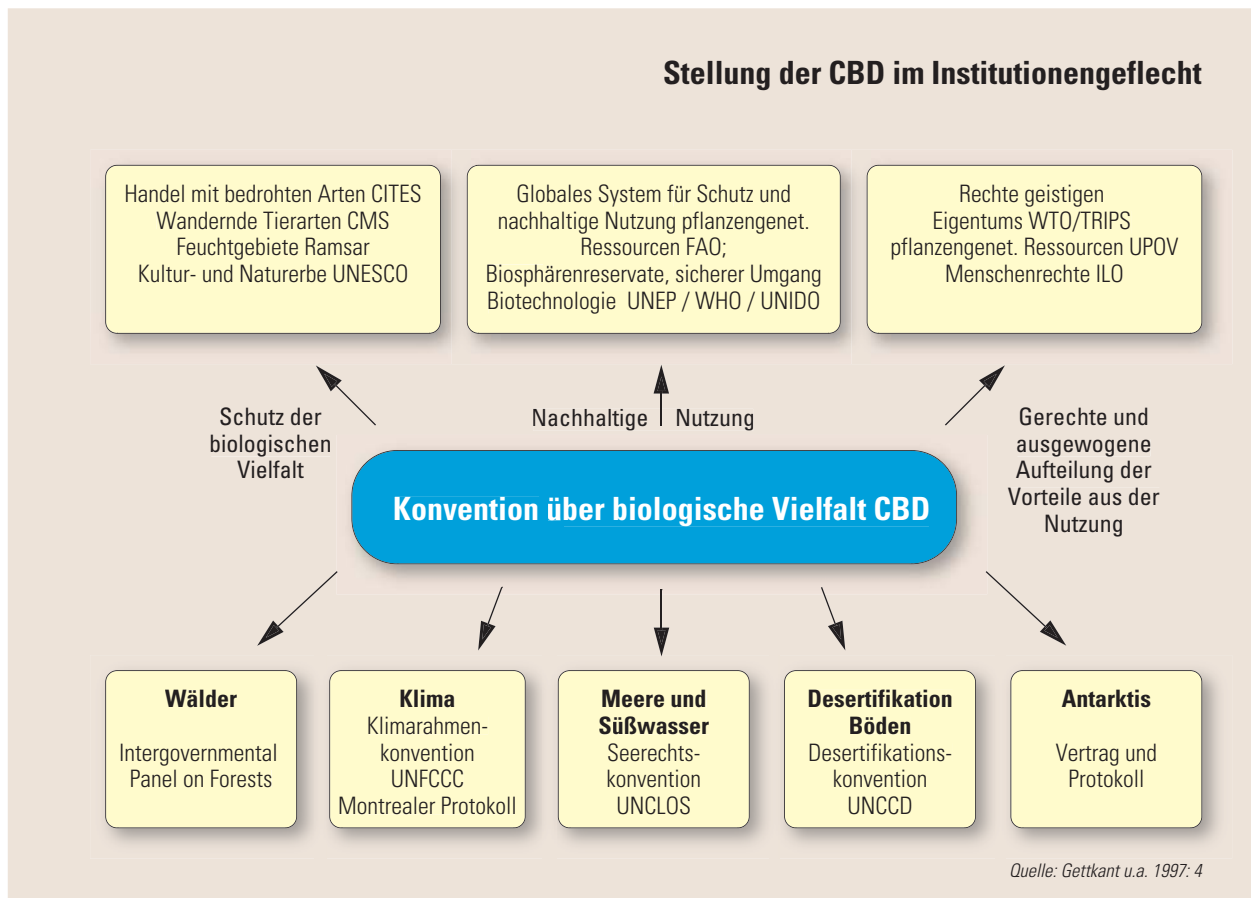 Stellung der CBD im Institutionengeflecht
Handel mit bedrohten Arten CITES
Wandernde Tierarten CMS
Feuchtgebiete Ramsar
Kultur- und Naturerbe UNESCO
Globales System für Schutz und
nachhaltige Nutzung pflanzengenet.
Ressourcen FAO;
Biosphärenreservate, sicherer Umgang
Biotechnologie UNEP / WHO / UNIDO
Rechte geistigen
Eigentums WTO/TRIPS
pflanzengenet. Ressourcen UPOV
Menschenrechte ILO
Schutz der
biologischen
Vielfalt
Nachhaltige Nutzung
Gerechte und
ausgewogene
Aufteilung der
Vorteile aus der
Nutzung
Konvention über biologische Vielfalt CBD
Wälder
Intergovernmental
Panel on Forests
Klima
Klimarahmen-
konvention
UNFCCC
Montrealer Protokoll
Meere und
Süßwasser
Seerechts-
konvention
UNCLOS
Desertifikation
Böden
Desertifikations-
konvention
UNCCD
Antarktis
Vertrag und
Protokoll
Quelle: Gettkant u.a. 1997: 4